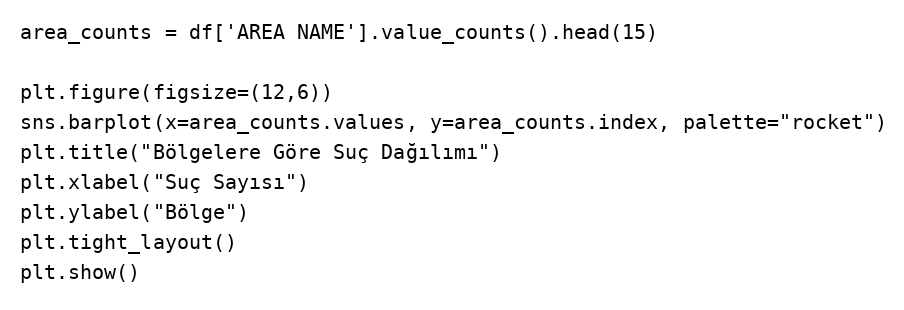 area_counts = df['AREA NAME'].value_counts().head(15)
plt.figure(figsize=(12,6))
sns.barplot(x=area_counts.values, y=area_counts.index, palette="rocket")
plt.title("Bölgelere Göre Suç Dağılımı")
plt.xlabel("Suç Sayısı")
plt.ylabel("Bölge")
plt.tight_layout()
plt.show()